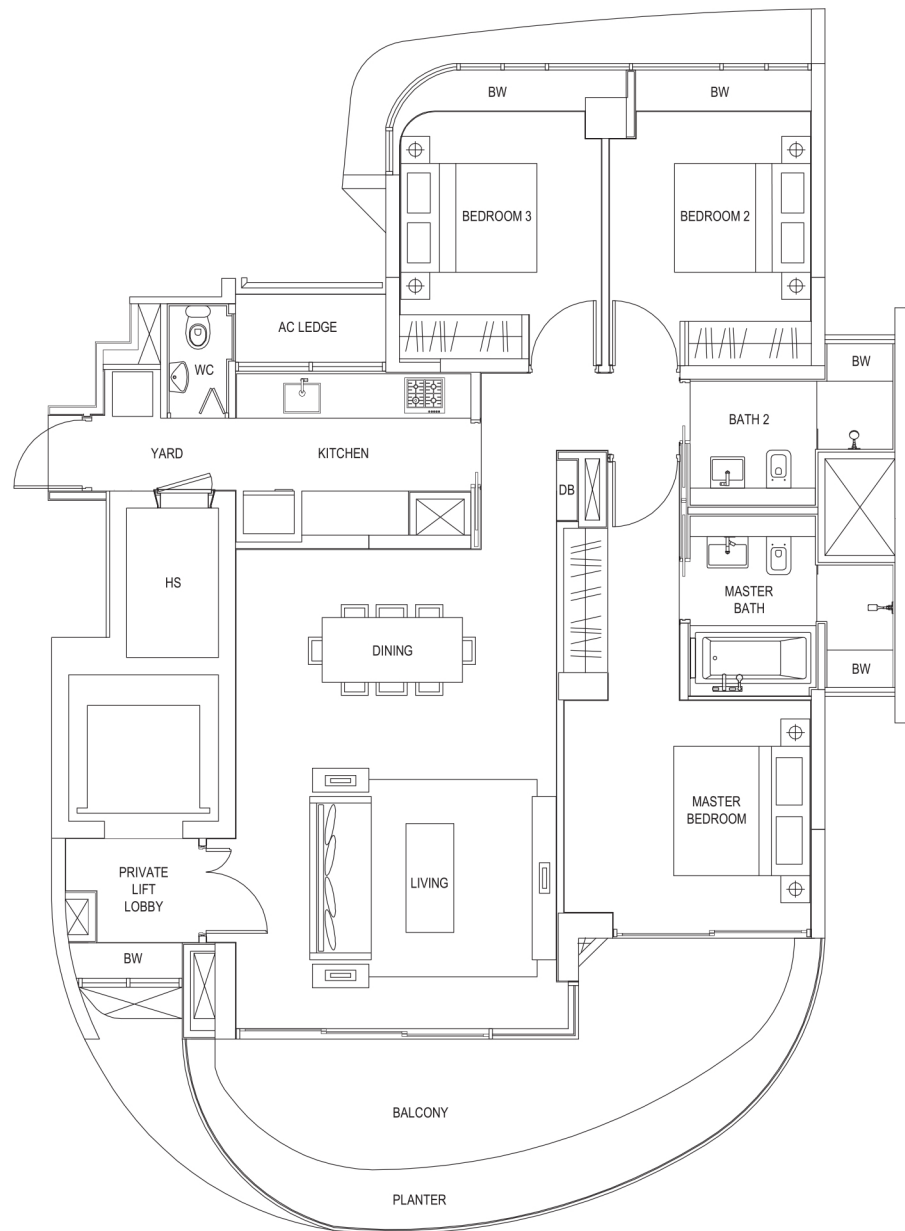 BW
BW
BEDROOM 3
BEDROOM 2
AC LEDGE
WC
BW
BATH 2
YARD
KITCHEN
DB
HS
MASTER
BATH
DINING
BW
MASTER
BEDROOM
PRIVATE
LIFT
LOBBY
LIVING
BW
BALCONY
PLANTER